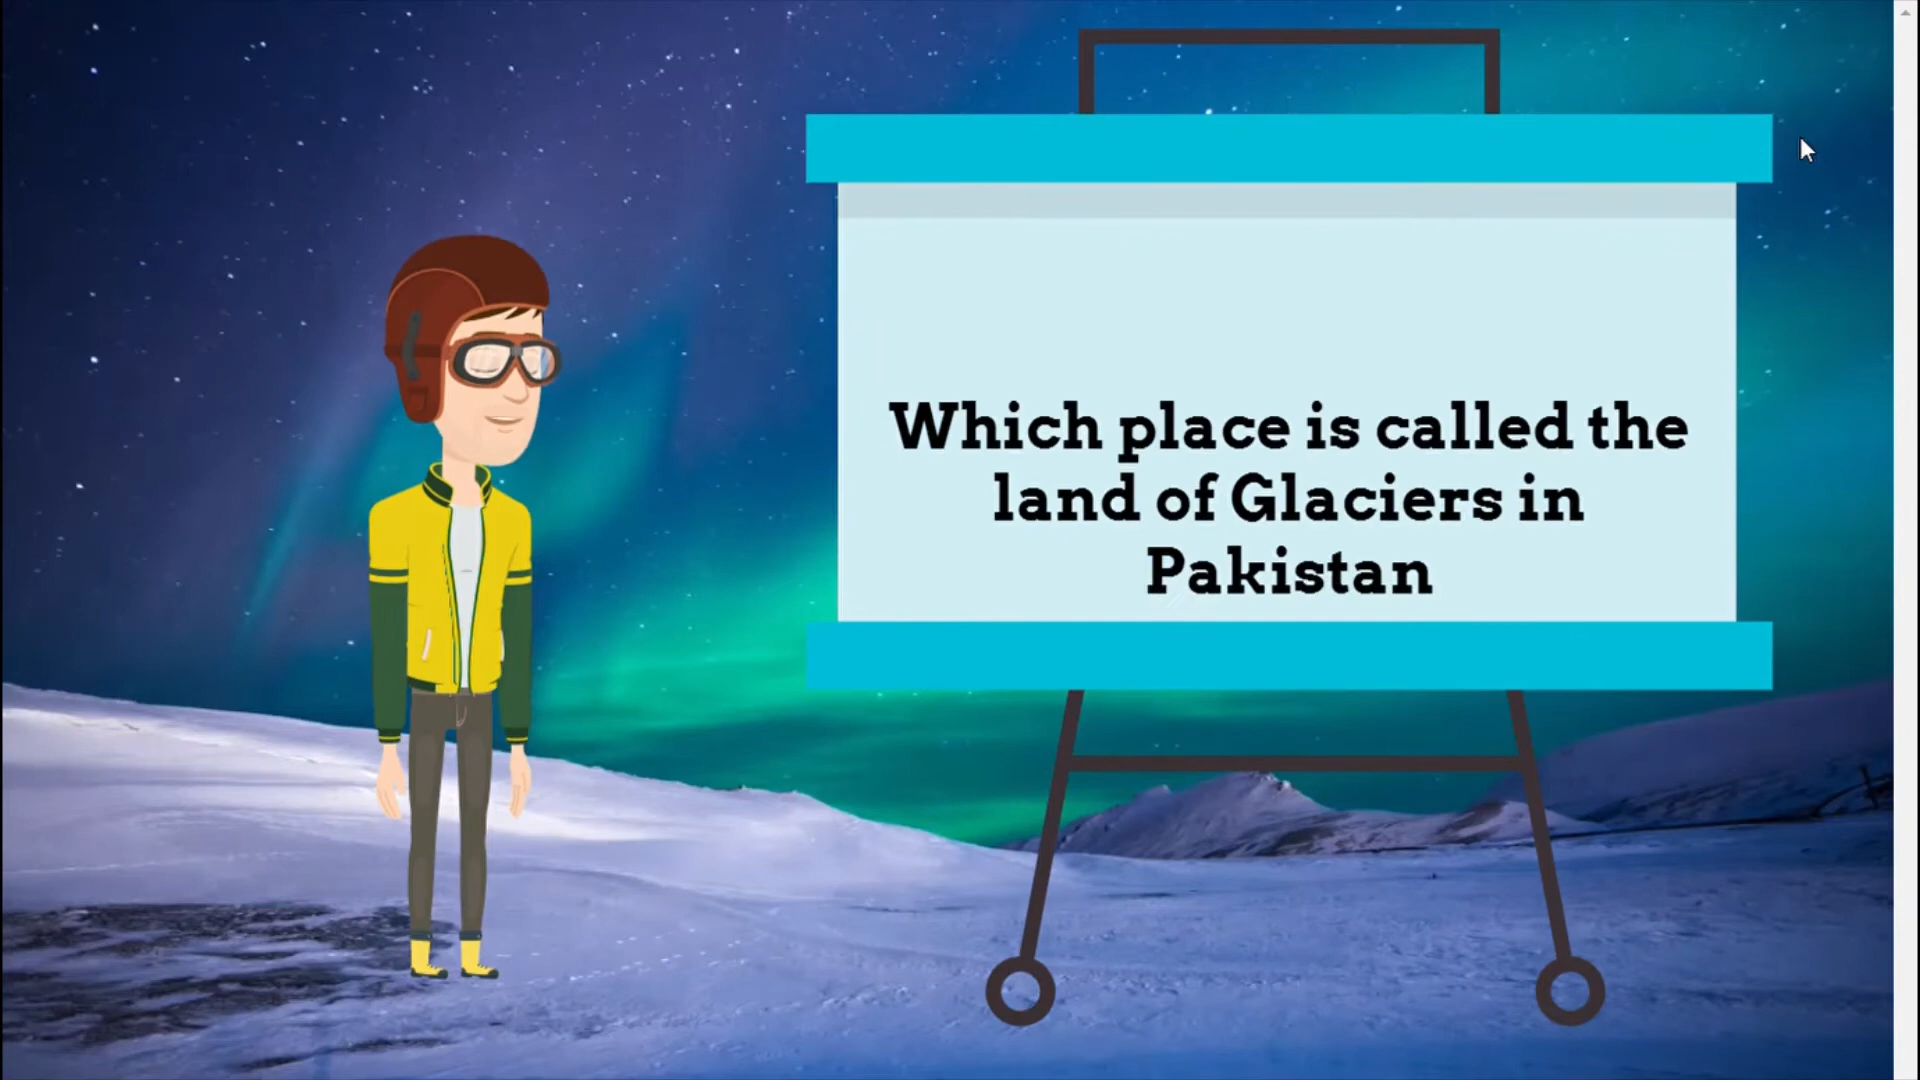 Which place is called the
land of Glaciers in
Pakistan